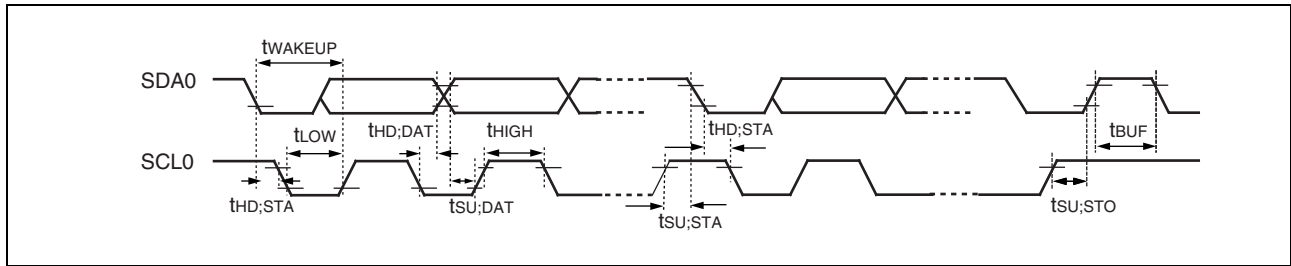 tWAKEUP
SDA0
tLOW
tHD;DAT
tHIGH
tHD;STA
tBUF
SCL0
tHD;STA
tSU;DAT
tSU;STA
tSU;STO